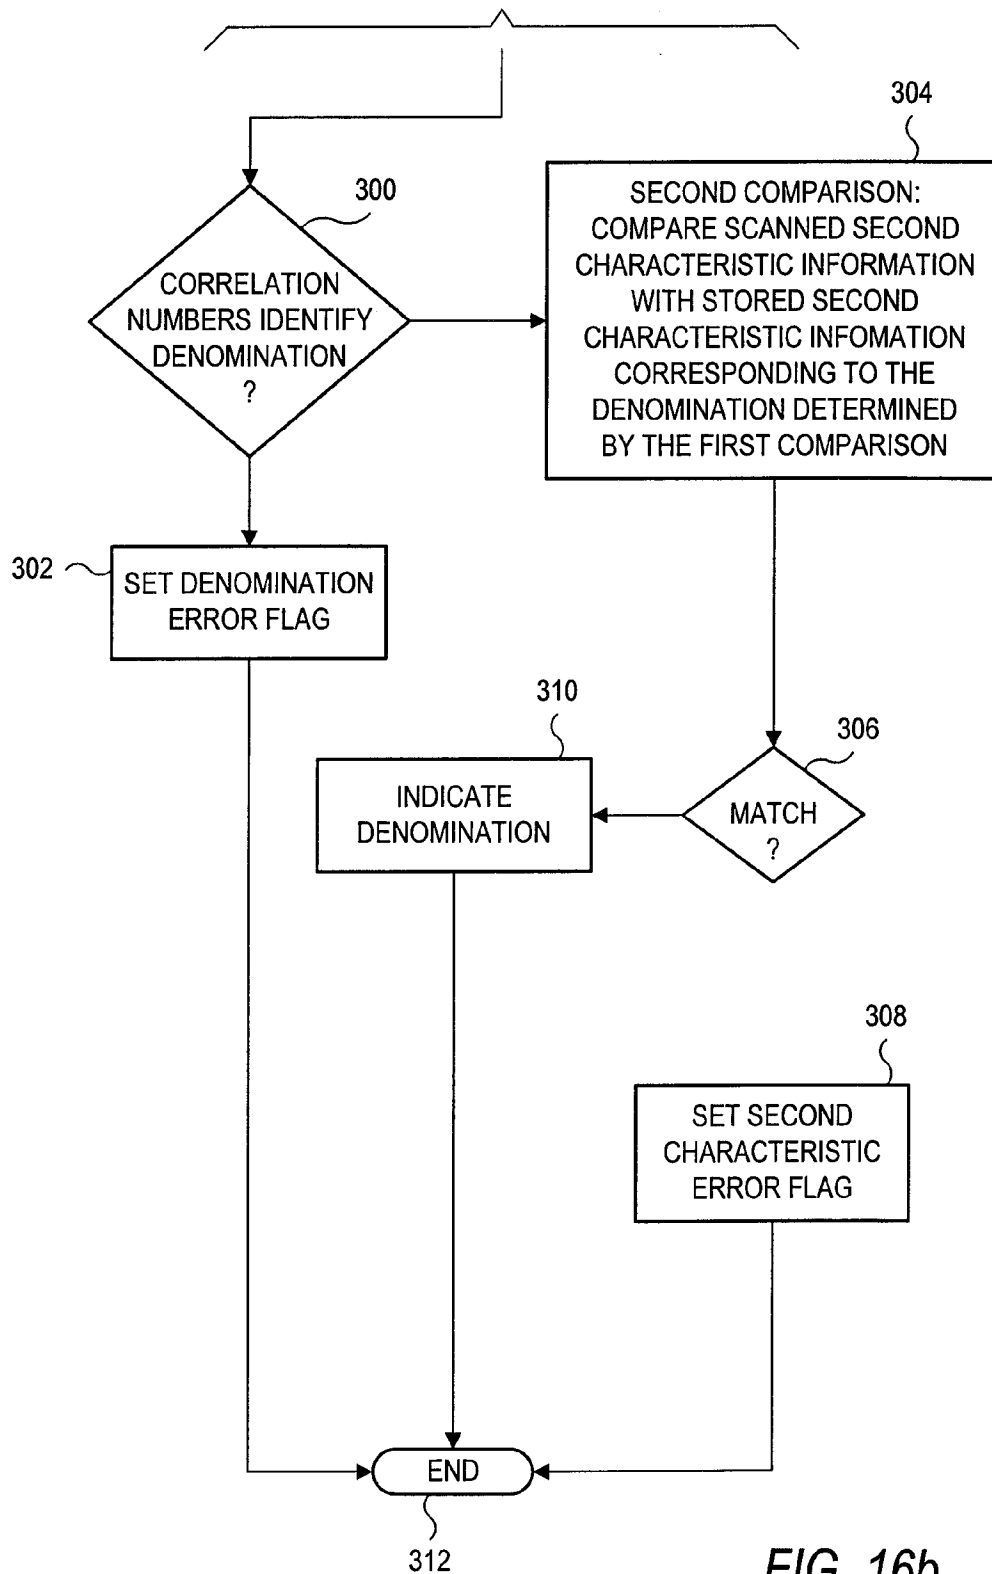 300
CORRELATION
NUMBERS IDENTIFY
DENOMINATION
?
304
SECOND COMPARISON:
COMPARE SCANNED SECOND
CHARACTERISTIC INFORMATION
WITH STORED SECOND
CHARACTERISTIC INFOMATION
CORRESPONDING TO THE
DENOMINATION DETERMINED
BY THE FIRST COMPARISON
302
SET DENOMINATION
ERROR FLAG
310
INDICATE
DENOMINATION
306
MATCH
?
308
SET SECOND
CHARACTERISTIC
ERROR FLAG
END
312
FIG. 16b